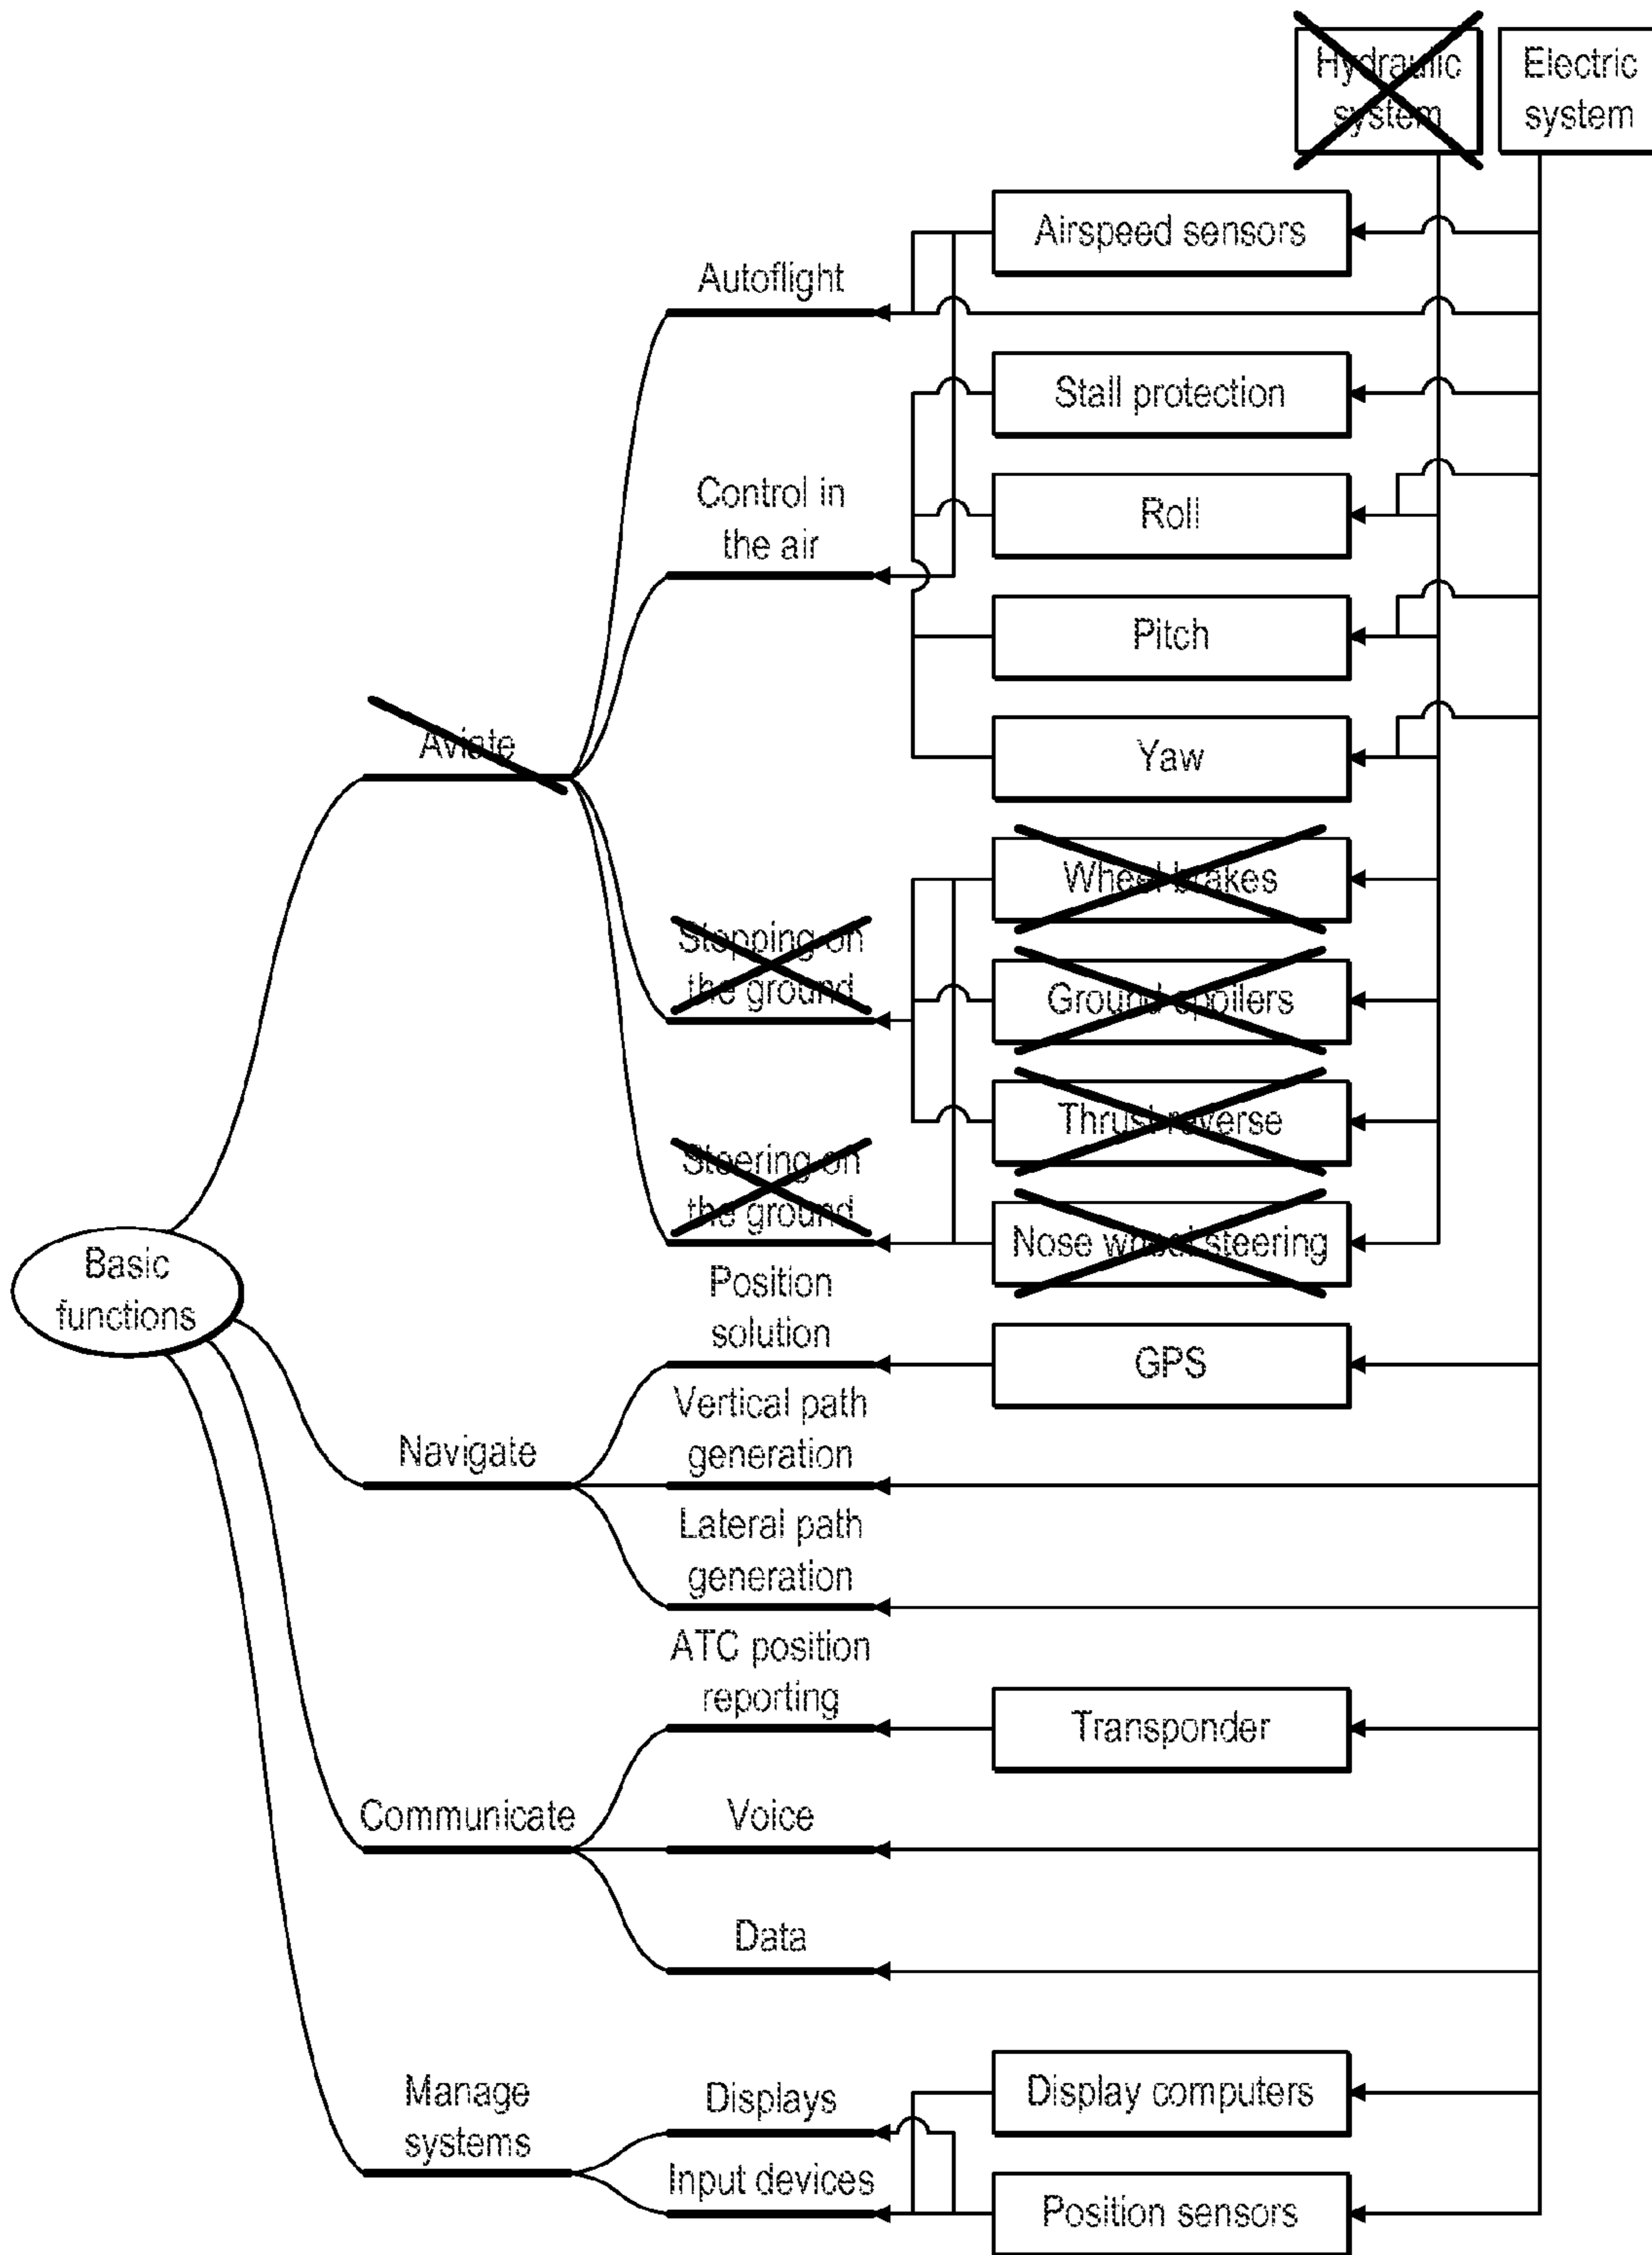 Hydraulic
system
Electric
system
Airspeed sensors
Autoflight
Stall protection
Control in
the air
Roll
Pitch
Aviate
Yaw
Wheel brakes
Stopping on
the ground
Ground spoilers
Thrust reverse
Steering on
the ground
Nose wheel steering
Basic
functions
Position
solution
GPS
Vertical path
generation
Navigate
Lateral path
generation
ATC position
reporting
Transponder
Communicate
Voice
Data
Manage
systems
Displays
Display computers
Input devices
Position sensors